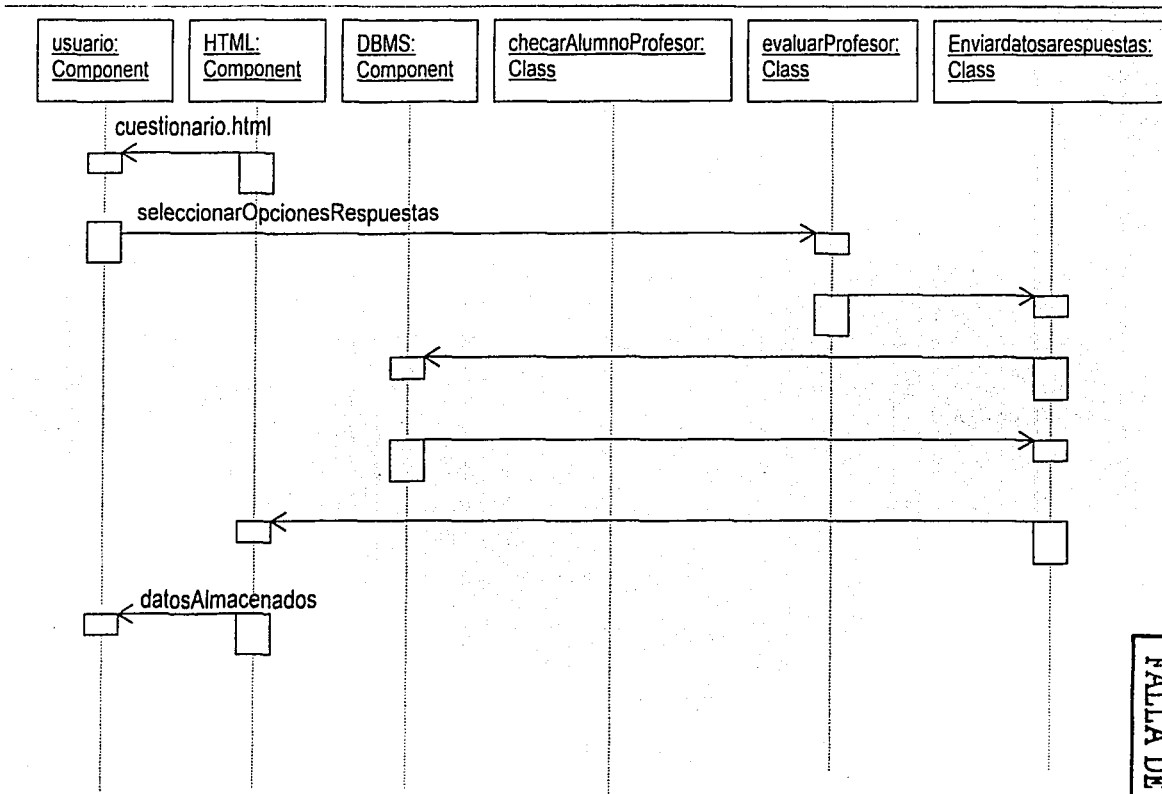 usuario:
Component
HTML:
Component
DBMS:
Component
checarAlumnoProfesor:
Class
evaluarProfesor:
Class
Enviardatosarespuestas:
Class
cuestionario.html
seleccionarOpcionesRespuestas
datosAlmacenados
FALLA DE